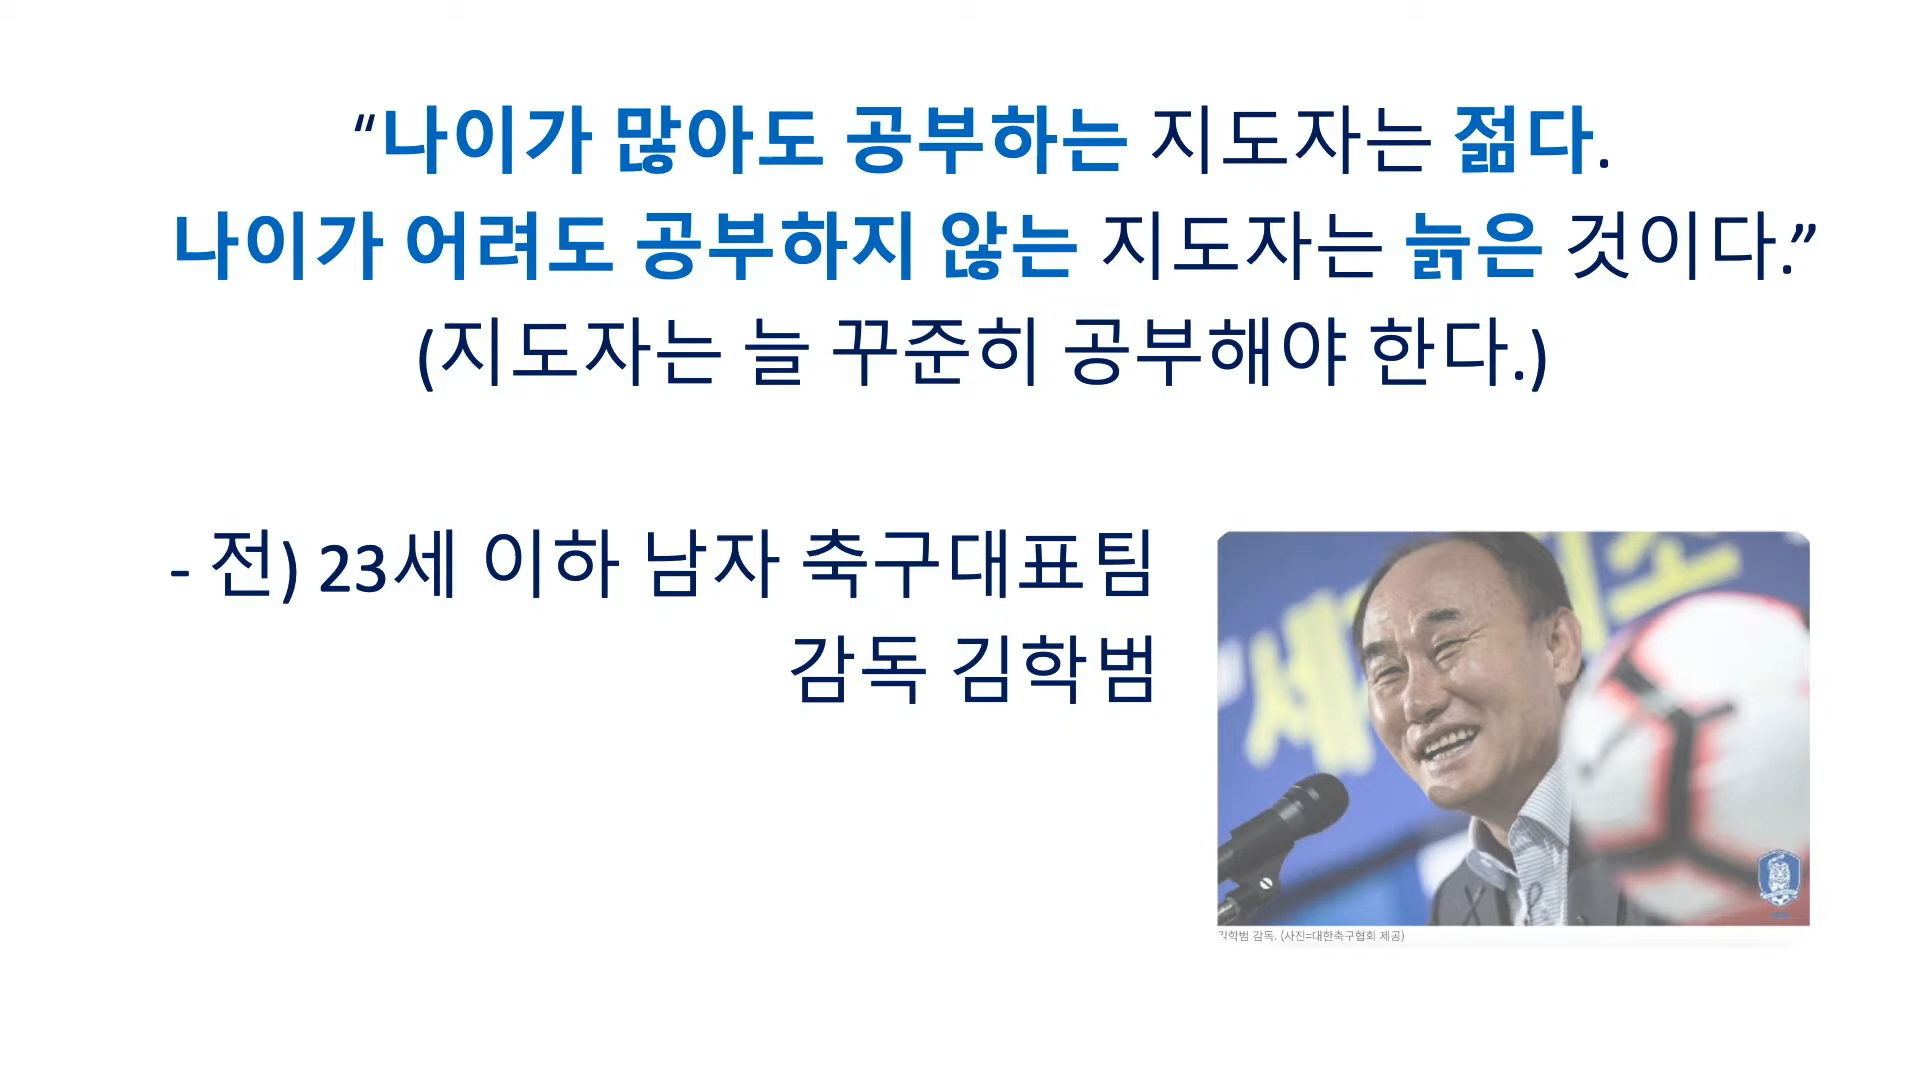 “나이가 많아도 공부하는 지도자는 젊다.
나이가 어려도 공부하지 않는 지도자는 늙은 것이다.”
(지도자는 늘 꾸준히 공부해야 한다.)
- 전) 23세 이하 남자 축구대표팀
감독 김학범
김학범 감독. (사진=대한축구협회 제공)